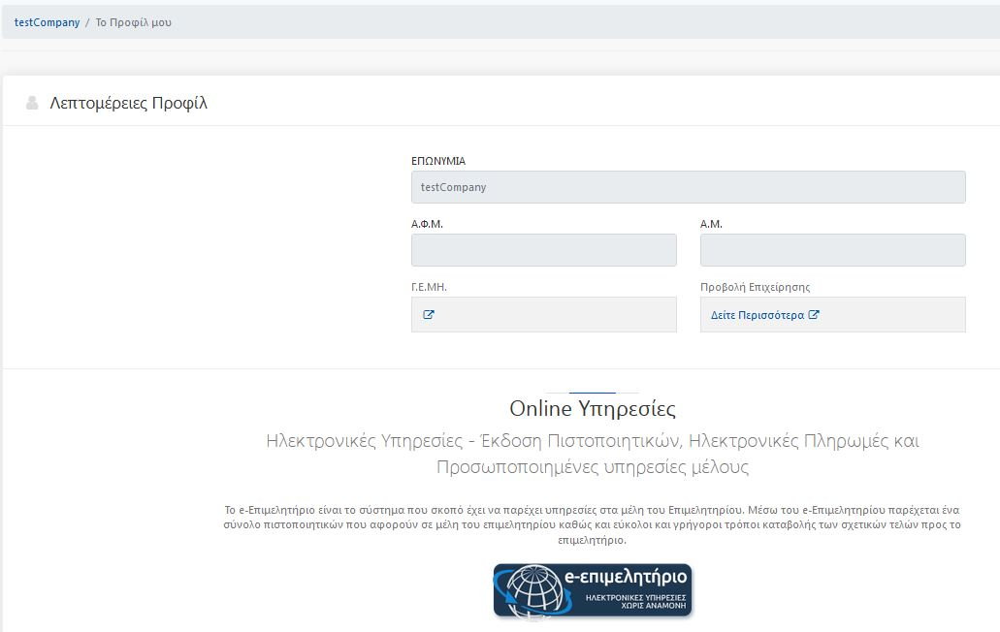 testCompany / Το Προφίλ μου
Λεπτομέρειες Προφίλ
ΕΠΩΝΥΜΙΑ
testCompany
Α.Φ.Μ.
Α.Μ.
Γ.Ε.ΜΗ.
Προβολή Επιχείρησης
Δείτε Περισσότερα
Online Υπηρεσίες
Ηλεκτρονικές Υπηρεσίες - Έκδοση Πιστοποιητικών, Ηλεκτρονικές Πληρωμές και
Προσωποποιημένες υπηρεσίες μέλους
Το e-Επιμελητήριο είναι το σύστημα που σκοπό έχει να παρέχει υπηρεσίες στα μέλη του Επιμελητηρίου. Μέσω του e-Επιμελητηρίου παρέχεται ένα
σύνολο πιστοποιητικών που αφορούν σε μέλη του επιμελητηρίου καθώς και εύκολοι και γρήγοροι τρόποι καταβολής των σχετικών τελών προς το
επιμελητήριο.
e-επιμελητήριο
ΗΛΕΚΤΡΟΝΙΚΕΣ ΥΠΗΡΕΣΙΕΣ
ΧΩΡΙΣ ΑΝΑΜΟΝΗ